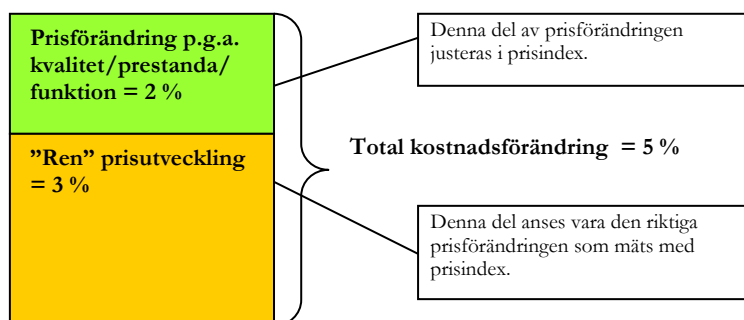 Prisförändring p.g.a.
kvalitet/prestanda/
funktion = 2 %
”Ren” prisutveckling
= 3 %
Denna del av prisförändringen
justeras i prisindex.
Total kostnadsförändring = 5 %
Denna del anses vara den riktiga
prisförändringen som mäts med
prisindex.